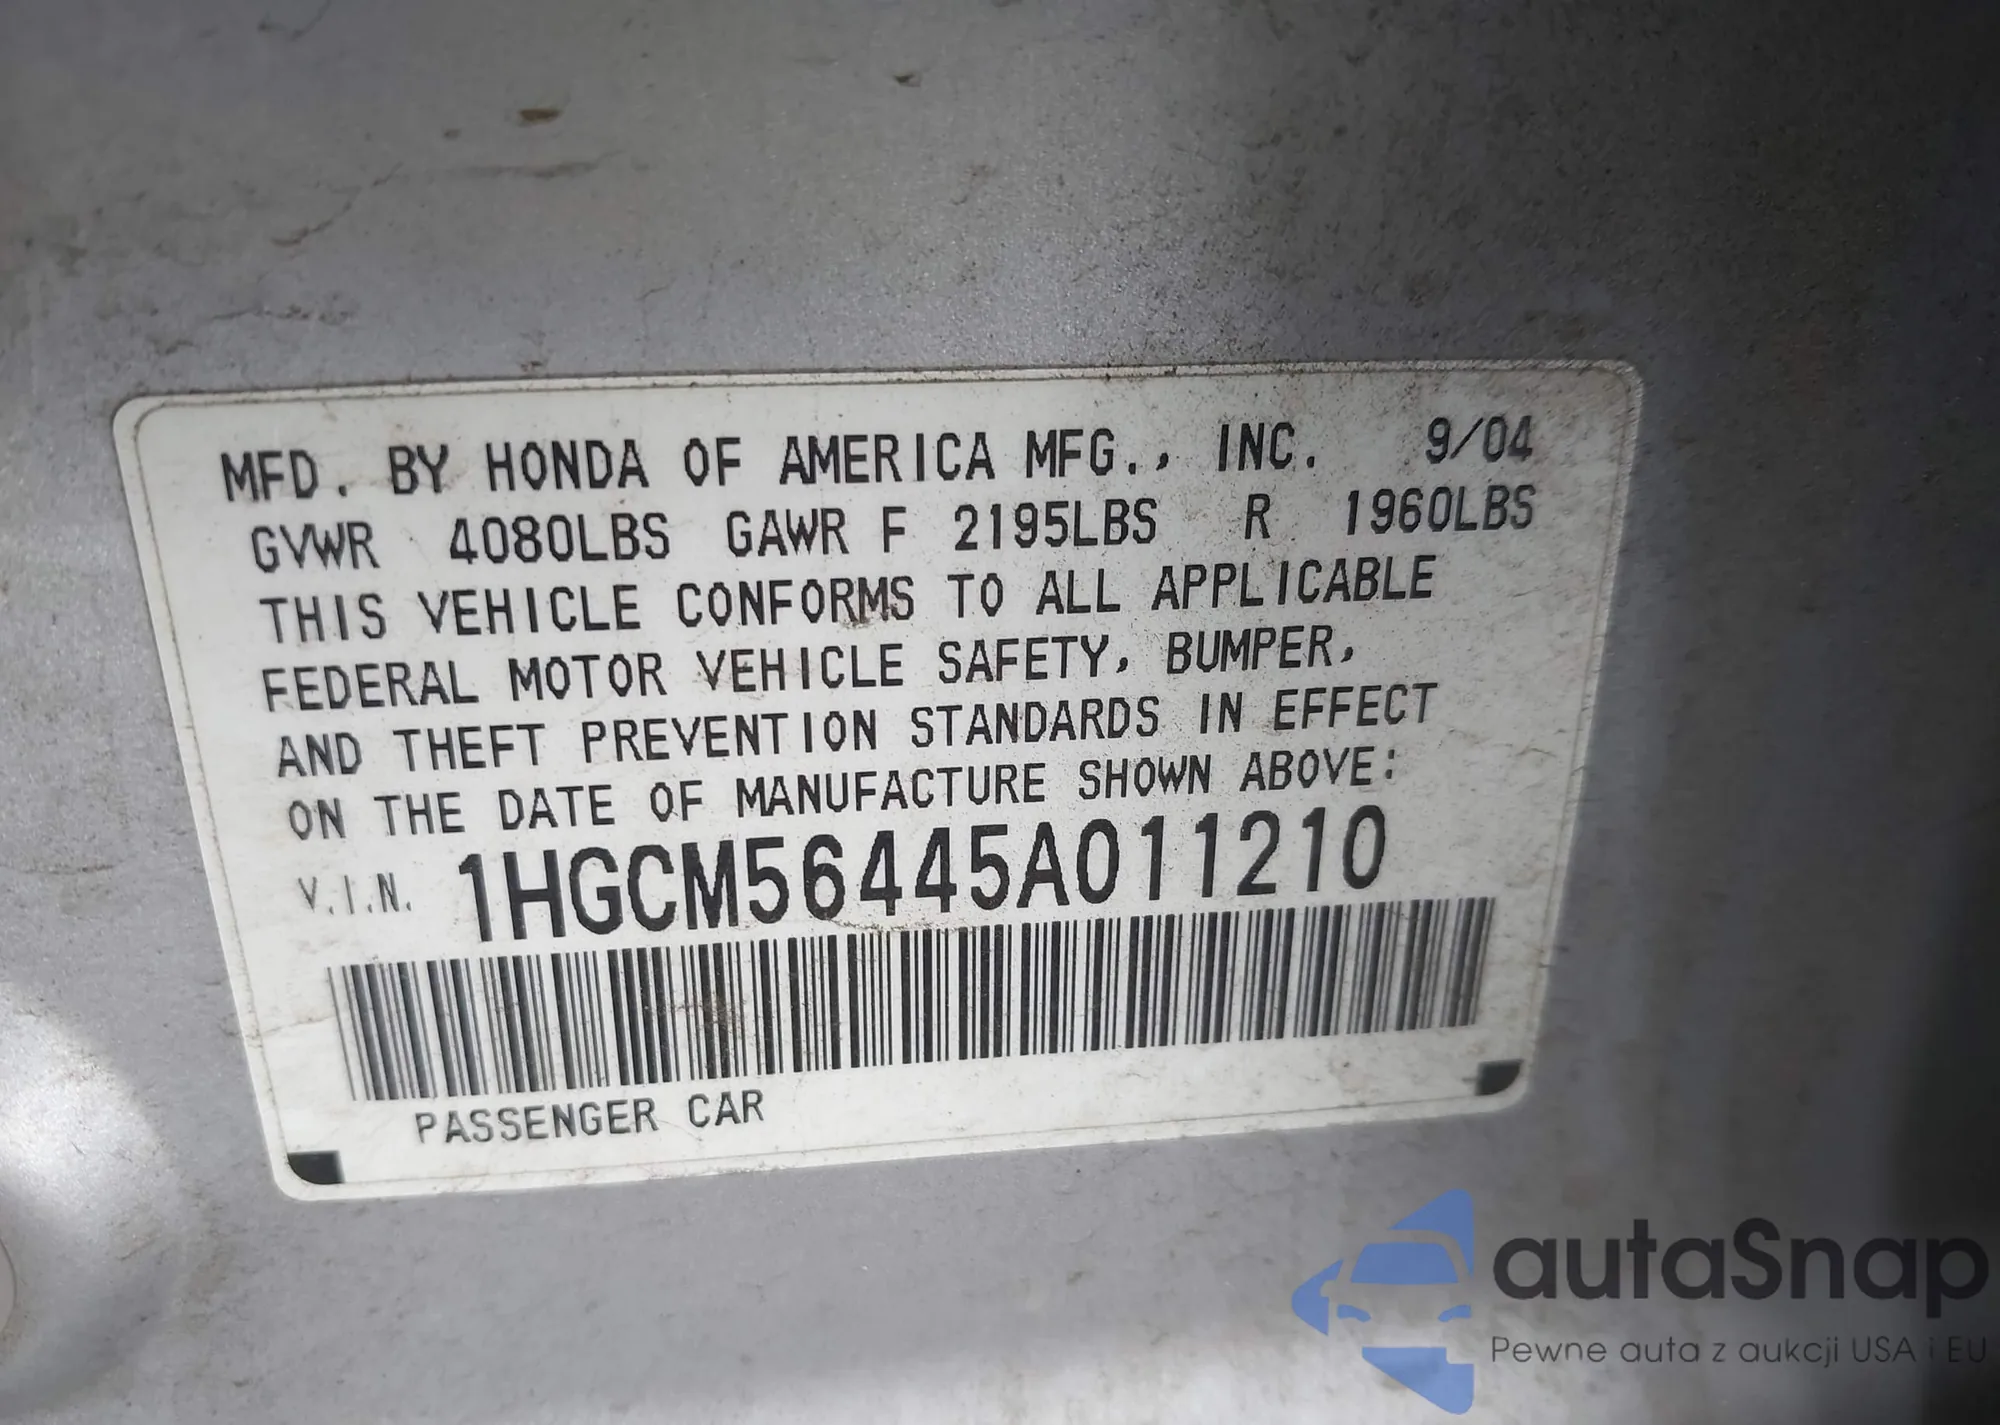 MFD. BY HONDA OF AMERICA MFG., INC. 9/04
GVWR 4080LBS GAWR F 2195LBS R 1960LBS
THIS VEHICLE CONFORMS TO ALL APPLICABLE
FEDERAL MOTOR VEHICLE SAFETY, BUMPER,
AND THEFT PREVENTION STANDARDS IN EFFECT
ON THE DATE OF MANUFACTURE SHOWN ABOVE:
V.I.N. 1HGCM56445A011210
PASSENGER CAR
autaSnap
Pewne auta z aukcji USA i EU